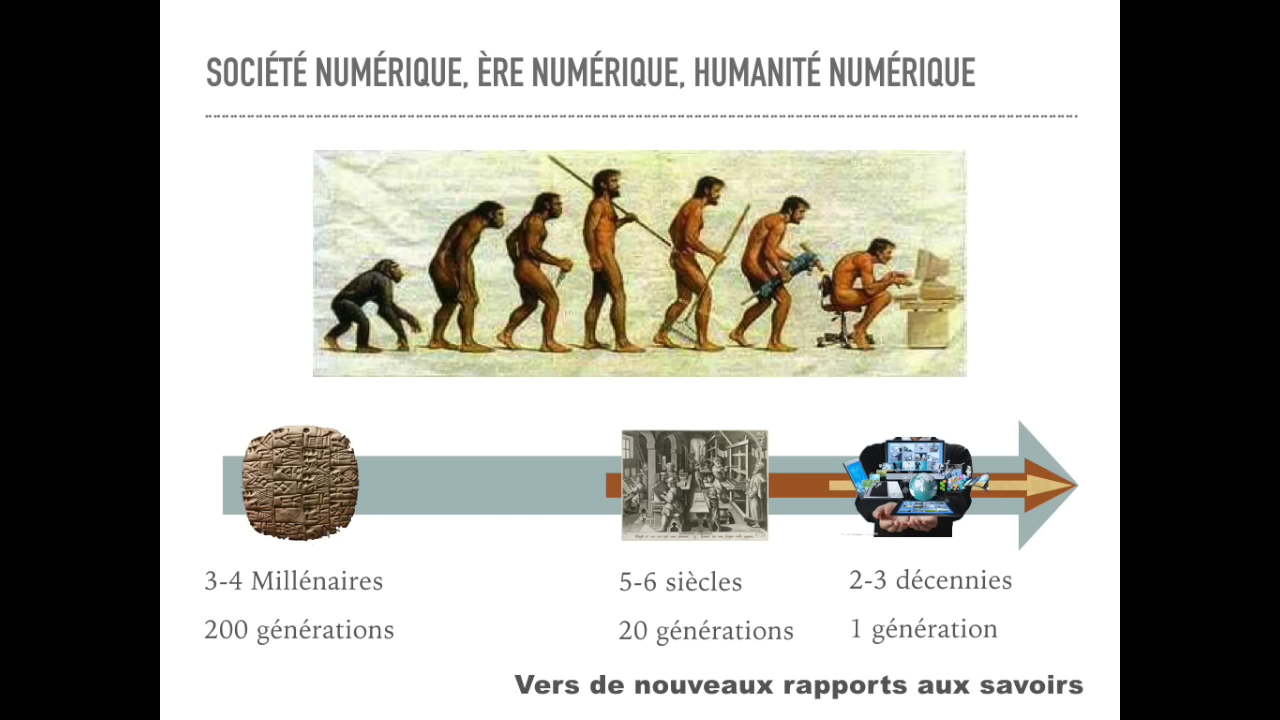 SOCIÉTÉ NUMÉRIQUE, ÈRE NUMÉRIQUE, HUMANITÉ NUMÉRIQUE
3-4 Millénaires
200 générations
5-6 siècles
20 générations
2-3 décennies
1 génération
Vers de nouveaux rapports aux savoirs